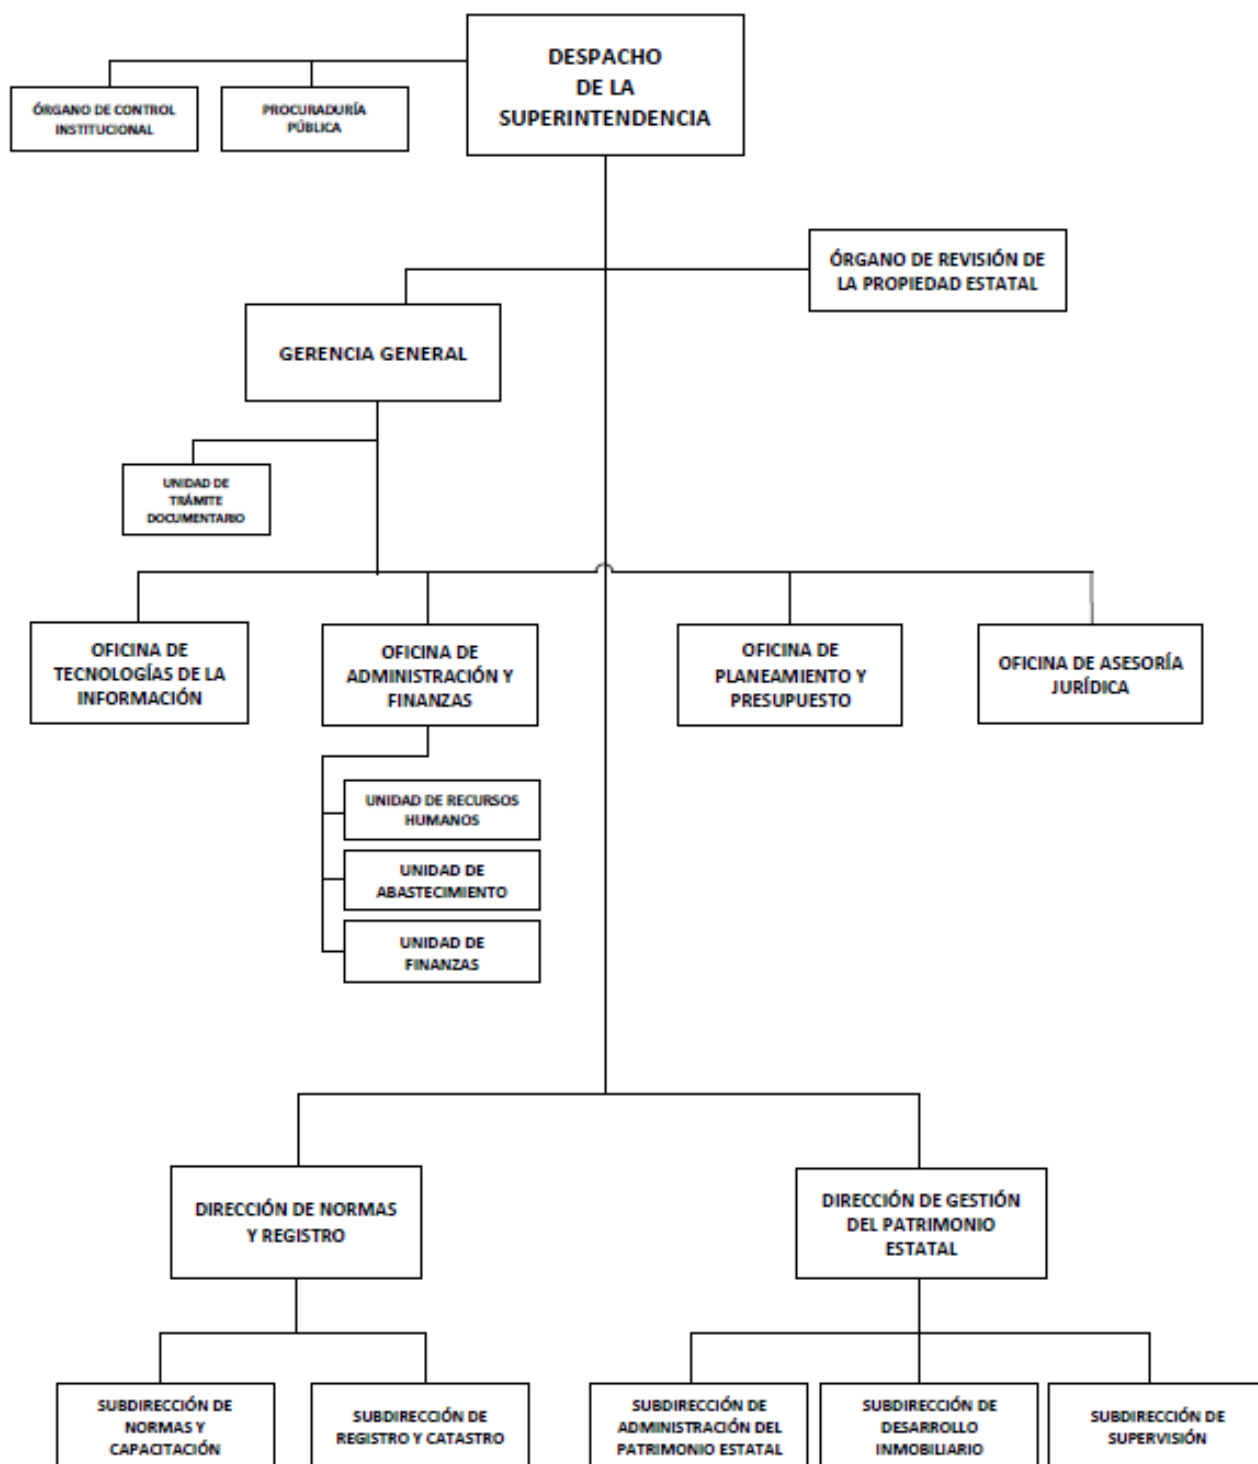 DESPACHO
DE LA
SUPERINTENDENCIA
ÓRGANO DE CONTROL
INSTITUCIONAL
PROCURADURÍA
PÚBLICA
ÓRGANO DE REVISIÓN DE
LA PROPIEDAD ESTATAL
GERENCIA GENERAL
UNIDAD DE
TRÁMITE
DOCUMENTARIO
OFICINA DE
TECNOLOGÍAS DE LA
INFORMACIÓN
OFICINA DE
ADMINISTRACIÓN Y
FINANZAS
OFICINA DE
PLANEAMIENTO Y
PRESUPUESTO
OFICINA DE ASESORÍA
JURÍDICA
UNIDAD DE RECURSOS
HUMANOS
UNIDAD DE
ABASTECIMIENTO
UNIDAD DE
FINANZAS
DIRECCIÓN DE NORMAS
Y REGISTRO
DIRECCIÓN DE GESTIÓN
DEL PATRIMONIO
ESTATAL
SUBDIRECCIÓN DE
NORMAS Y
CAPACITACIÓN
SUBDIRECCIÓN DE
REGISTRO Y CATASTRO
SUBDIRECCIÓN DE
ADMINISTRACIÓN DEL
PATRIMONIO ESTATAL
SUBDIRECCIÓN DE
DESARROLLO
INMOBILIARIO
SUBDIRECCIÓN DE
SUPERVISIÓN